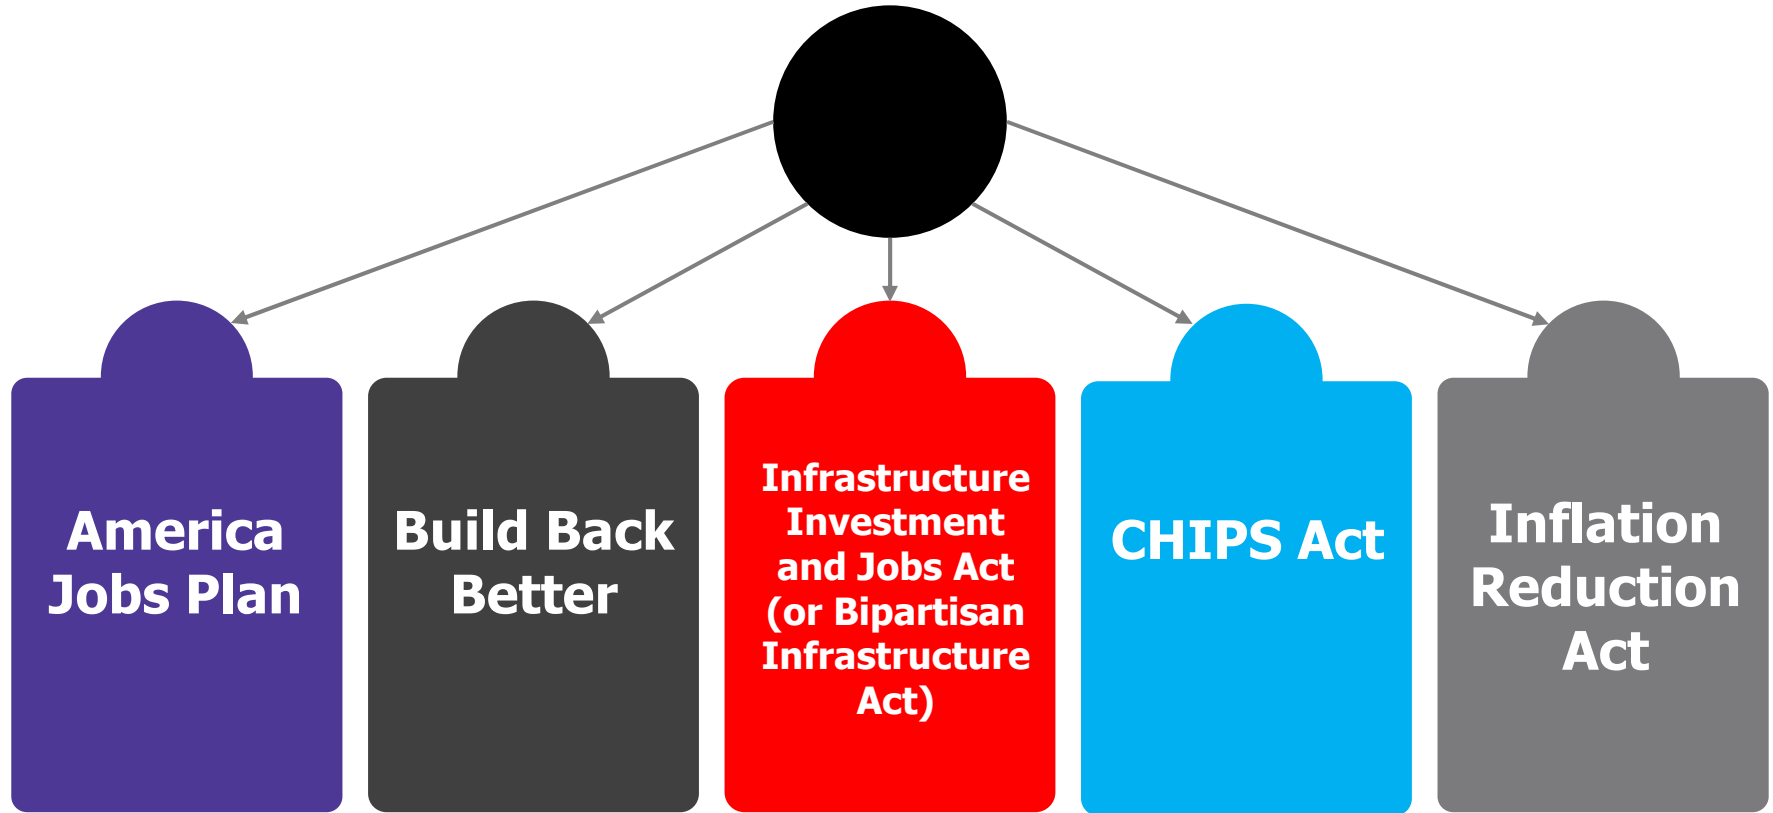 America
Jobs Plan
Build Back
Better
Infrastructure
Investment
and Jobs Act
(or Bipartisan
Infrastructure
Act)
CHIPS Act
Inflation
Reduction
Act